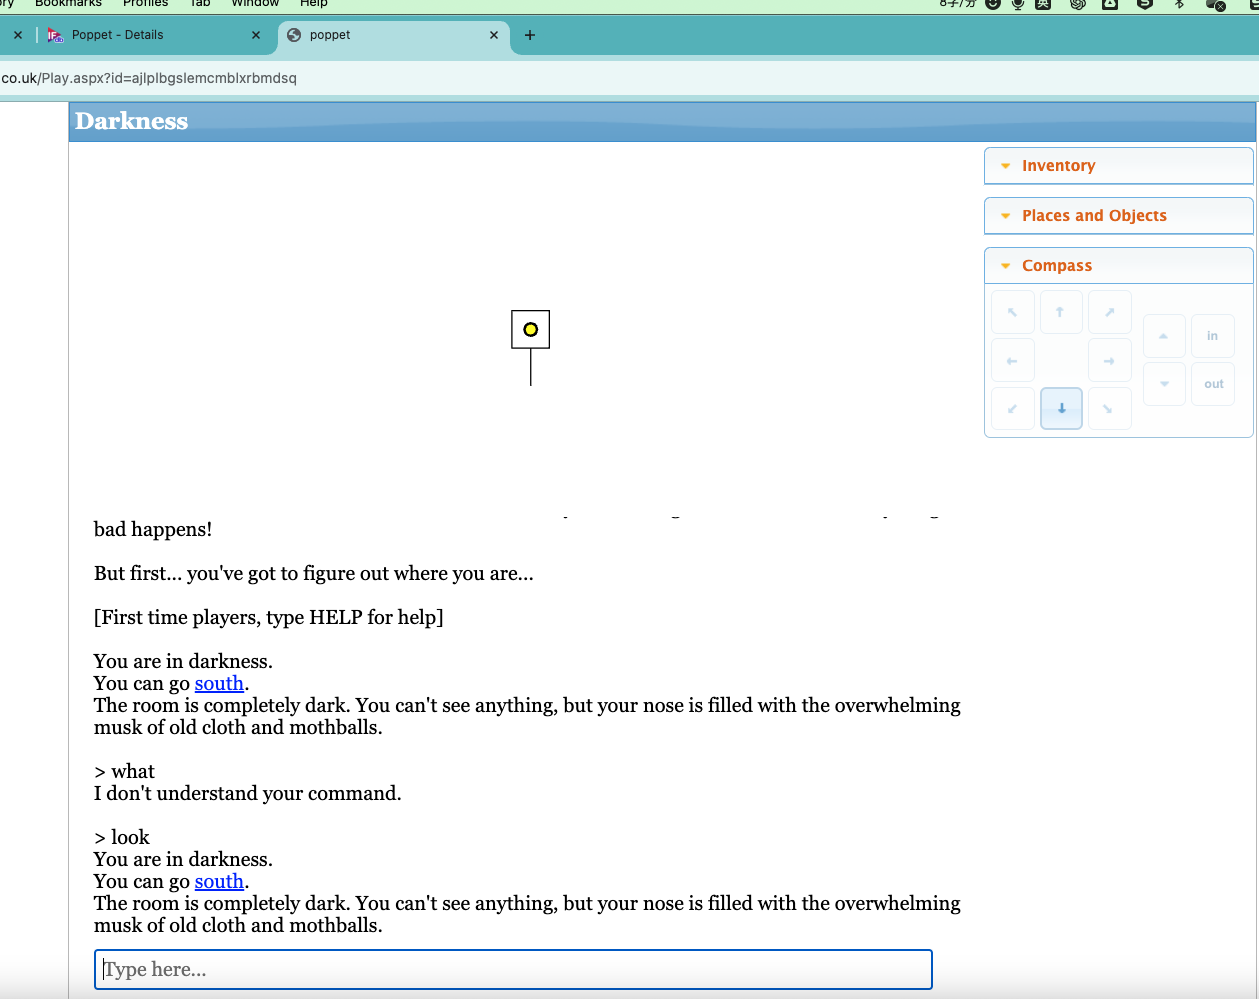 Bookmarks Profiles Tab Window Help
8字/分
英
Poppet - Details
poppet
co.uk/Play.aspx?id=ajlplbgslemcmblxrbmdsq
Darkness
Inventory
Places and Objects
Compass
in
out
bad happens!
But first... you've got to figure out where you are...
[First time players, type HELP for help]
You are in darkness.
You can go south.
The room is completely dark. You can't see anything, but your nose is filled with the overwhelming
musk of old cloth and mothballs.
> what
I don't understand your command.
> look
You are in darkness.
You can go south.
The room is completely dark. You can't see anything, but your nose is filled with the overwhelming
musk of old cloth and mothballs.
Type here...